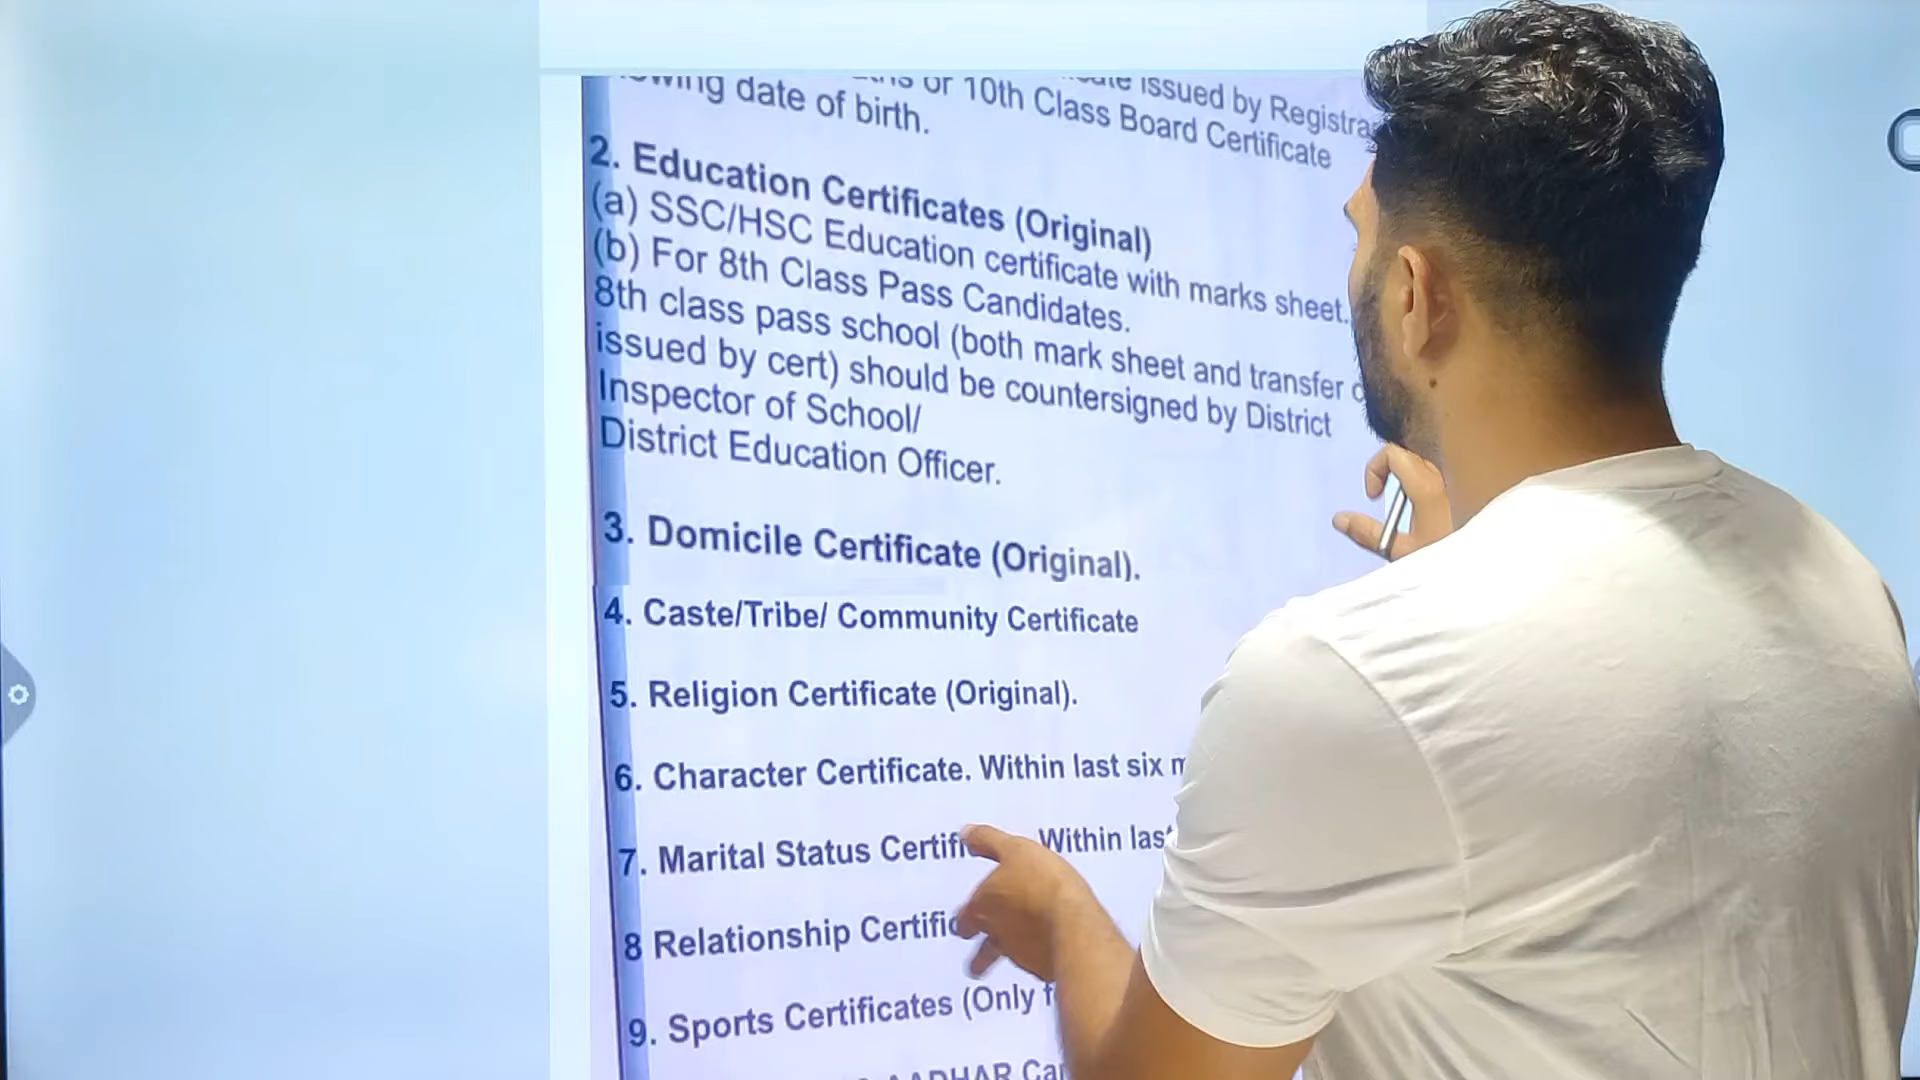 date of birth.
or 10th Class Board Certificate
issued by
2. Education Certificates (Original)
(a) SSC/HSC Education certificate with marks sheet.
(b) For 8th Class Pass Candidates.
8th class pass school (both mark sheet and transfer
issued by cert) should be countersigned by District
Inspector of School/
District Education Officer.
3. Domicile Certificate (Original).
4. Caste/Tribe/ Community Certificate
5. Religion Certificate (Original).
6. Character Certificate. Within last six
7. Marital Status Within last
8 Relationship
9. Sports Certificates (Only
AADHAR